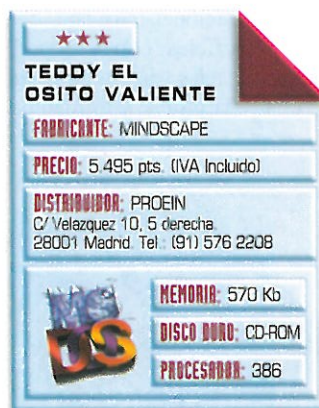 ★★★
TEDDY EL
OSITO VALIENTE
FABRICANTE: MINDSCAPE
PRECIO: 5.495 pts. (IVA Incluido)
DISTRIBUIDOR: PROEIN
C/ Velazquez 10, 5 derecha.
28001 Madrid. Tel.: (91) 576 2208
MS
DOS
MEMORIA: 570 Kb
DISCO DURO: CD-ROM
PROCESADOR: 386